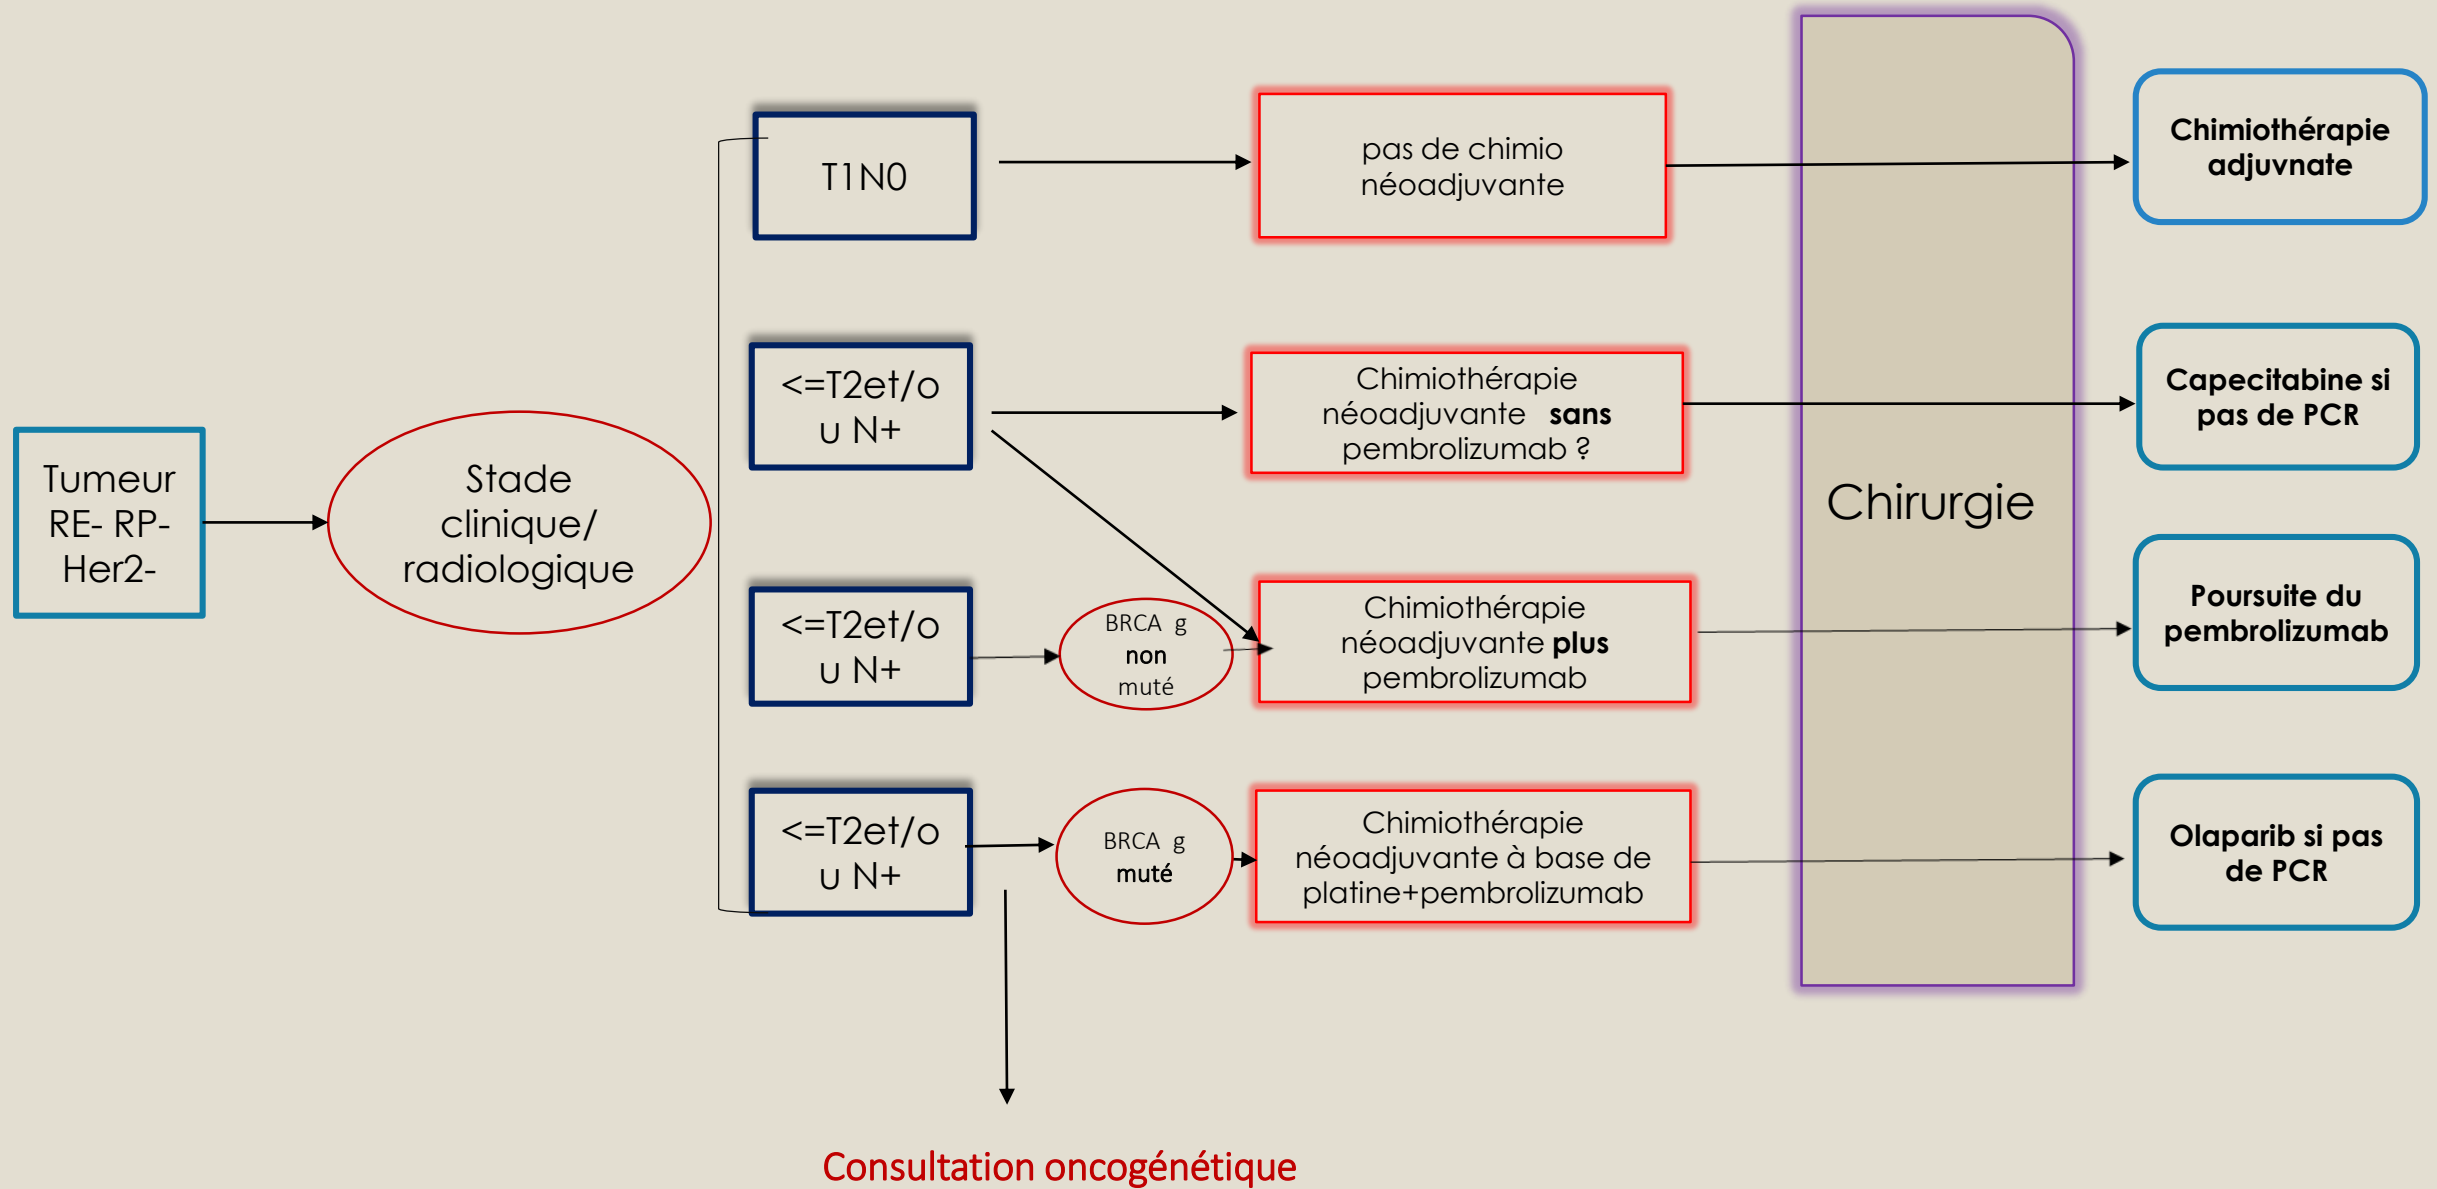 Tumeur
RE- RP-
Her2-
Stade
clinique/
radiologique
T1N0
pas de chimio
néoadjuvante
Chimiothérapie
adjuvnate
<=T2et/o
u N+
Chimiothérapie
néoadjuvante sans
pembrolizumab ?
Capecitabine si
pas de PCR
Chirurgie
<=T2et/o
u N+
BRCA g
non
muté
Chimiothérapie
néoadjuvante plus
pembrolizumab
Poursuite du
pembrolizumab
<=T2et/o
u N+
BRCA g
muté
Chimiothérapie
néoadjuvante à base de
platine+pembrolizumab
Olaparib si pas
de PCR
Consultation oncogénétique